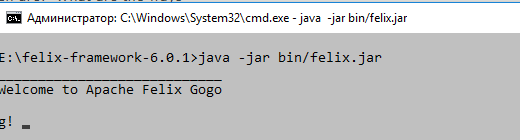 Администратор: C:\Windows\System32\cmd.exe - java -jar bin/felix.jar
E:\felix-framework-6.0.1>java -jar bin/felix.jar
____________________________
Welcome to Apache Felix Gogo
g! _